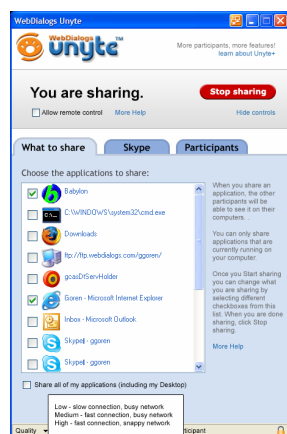 WebDialogs Unyte
WebDialogs
Unyte™
More participants, more features!
learn about Unyte+
You are sharing.
Stop sharing
Allow remote control
More Help
Hide controls
What to share
Skype
Participants
Choose the applications to share:
Babylon
C:\WINDOWS\system32\cmd.exe
Downloads
ftp://ftp.webdialogs.com/ggoren/
gcasDtServHolder
Goren - Microsoft Internet Explorer
Inbox - Microsoft Outlook
Skype - ggoren
Skype - ggoren
When you share an
application, the other
participants will be
able to see it on their
computers. .
You can only share
applications that are
currently running on
your computer.
Once you Start sharing
you can change what
you are sharing by
selecting different
checkboxes from this
list. When you are done
sharing, click Stop
sharing.
More Help
Share all of my applications (including my Desktop)
Low - slow connection, busy network
Medium - fast connection, busy network
High - fast connection, snappy network
Quality
ticipant